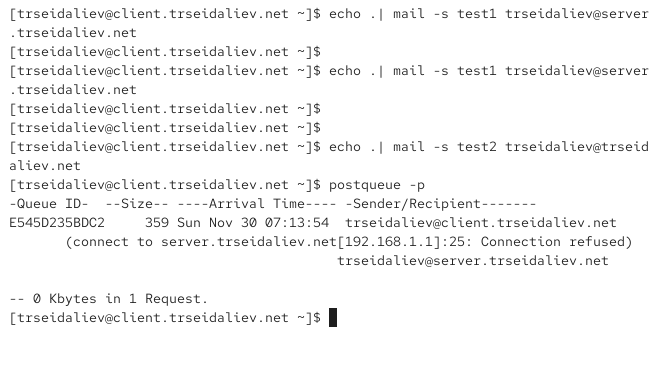 [trseidaliev@client.trseidaliev.net ~]$ echo .| mail -s test1 trseidaliev@server
.trseidaliev.net
[trseidaliev@client.trseidaliev.net ~]$
[trseidaliev@client.trseidaliev.net ~]$ echo .| mail -s test1 trseidaliev@server
.trseidaliev.net
[trseidaliev@client.trseidaliev.net ~]$
[trseidaliev@client.trseidaliev.net ~]$
[trseidaliev@client.trseidaliev.net ~]$ echo .| mail -s test2 trseidaliev@trseid
aliev.net
[trseidaliev@client.trseidaliev.net ~]$ postqueue -p
-Queue ID-  --Size-- ----Arrival Time---- -Sender/Recipient-------
E545D235BDC2     359 Sun Nov 30 07:13:54  trseidaliev@client.trseidaliev.net
       (connect to server.trseidaliev.net[192.168.1.1]:25: Connection refused)
                                         trseidaliev@server.trseidaliev.net

-- 0 Kbytes in 1 Request.
[trseidaliev@client.trseidaliev.net ~]$